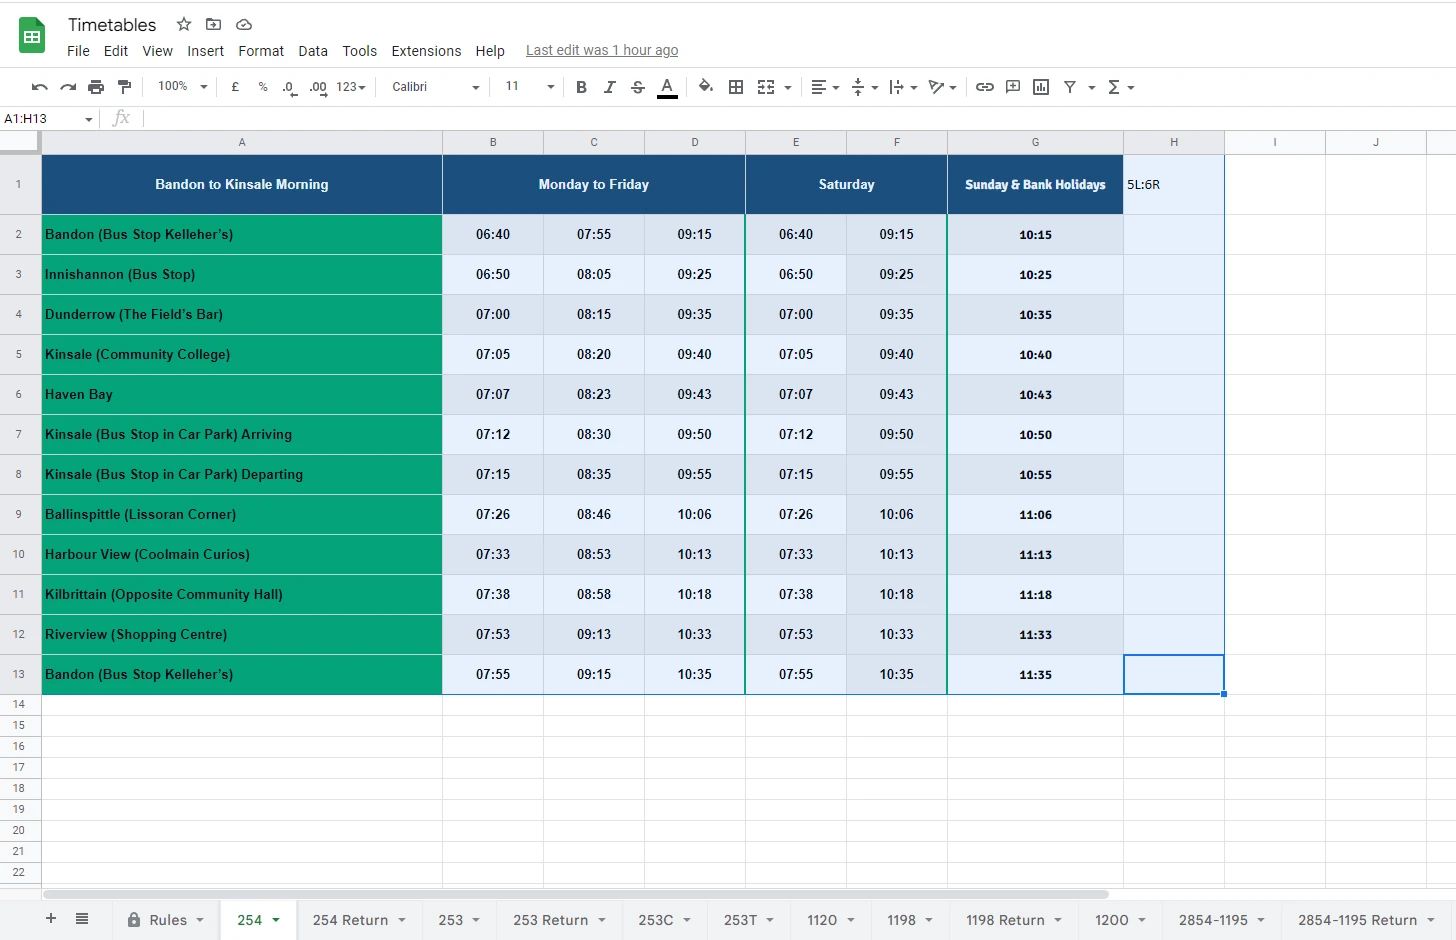 Timetables
File Edit View Insert Format Data Tools Extensions Help Last edit was 1 hour ago
100% £ % .0 .00 123 Calibri 11 B I S A Σ
A1:H13 fx
A B C D E F G H I J
1 Bandon to Kinsale Morning Monday to Friday Saturday Sunday & Bank Holidays 5L:6R
2 Bandon (Bus Stop Kelleher’s) 06:40 07:55 09:15 06:40 09:15 10:15
3 Innishannon (Bus Stop) 06:50 08:05 09:25 06:50 09:25 10:25
4 Dunderrow (The Field’s Bar) 07:00 08:15 09:35 07:00 09:35 10:35
5 Kinsale (Community College) 07:05 08:20 09:40 07:05 09:40 10:40
6 Haven Bay 07:07 08:23 09:43 07:07 09:43 10:43
7 Kinsale (Bus Stop in Car Park) Arriving 07:12 08:30 09:50 07:12 09:50 10:50
8 Kinsale (Bus Stop in Car Park) Departing 07:15 08:35 09:55 07:15 09:55 10:55
9 Ballinspittle (Lissoran Corner) 07:26 08:46 10:06 07:26 10:06 11:06
10 Harbour View (Coolmain Curios) 07:33 08:53 10:13 07:33 10:13 11:13
11 Kilbrittain (Opposite Community Hall) 07:38 08:58 10:18 07:38 10:18 11:18
12 Riverview (Shopping Centre) 07:53 09:13 10:33 07:53 10:33 11:33
13 Bandon (Bus Stop Kelleher’s) 07:55 09:15 10:35 07:55 10:35 11:35
14
15
16
17
18
19
20
21
22
+ Rules 254 254 Return 253 253 Return 253C 253T 1120 1198 1198 Return 1200 2854-1195 2854-1195 Return